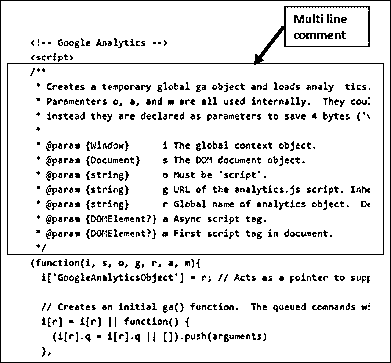 Multi line
comment
<!-- Google Analytics -->
<script>
/**
* Creates a temporary global ga object and loads analy tics.
* Paramenters o, a, and m are all used internally. They cou
* instead they are declared as parameters to save 4 bytes ('
*
* @param {Window} i The global context object.
* @param {Document} s The DOM document object.
* @param {string} o Must be 'script'.
* @param {string} g URL of the analytics.js script. Inhe
* @param {string} r Global name of analytics object. De
* @param {DOMElement?} a Async script tag.
* @param {DOMElement?} m First script tag in document.
*/
(function(i, s, o, g, r, a, m){
i['GoogleAnalyticsObject'] = r; // Acts as a pointer to supp
// Creates an initial ga() function. The queued commands wi
i[r] = i[r] || function() {
(i[r].q = i[r].q || []).push(arguments)
},